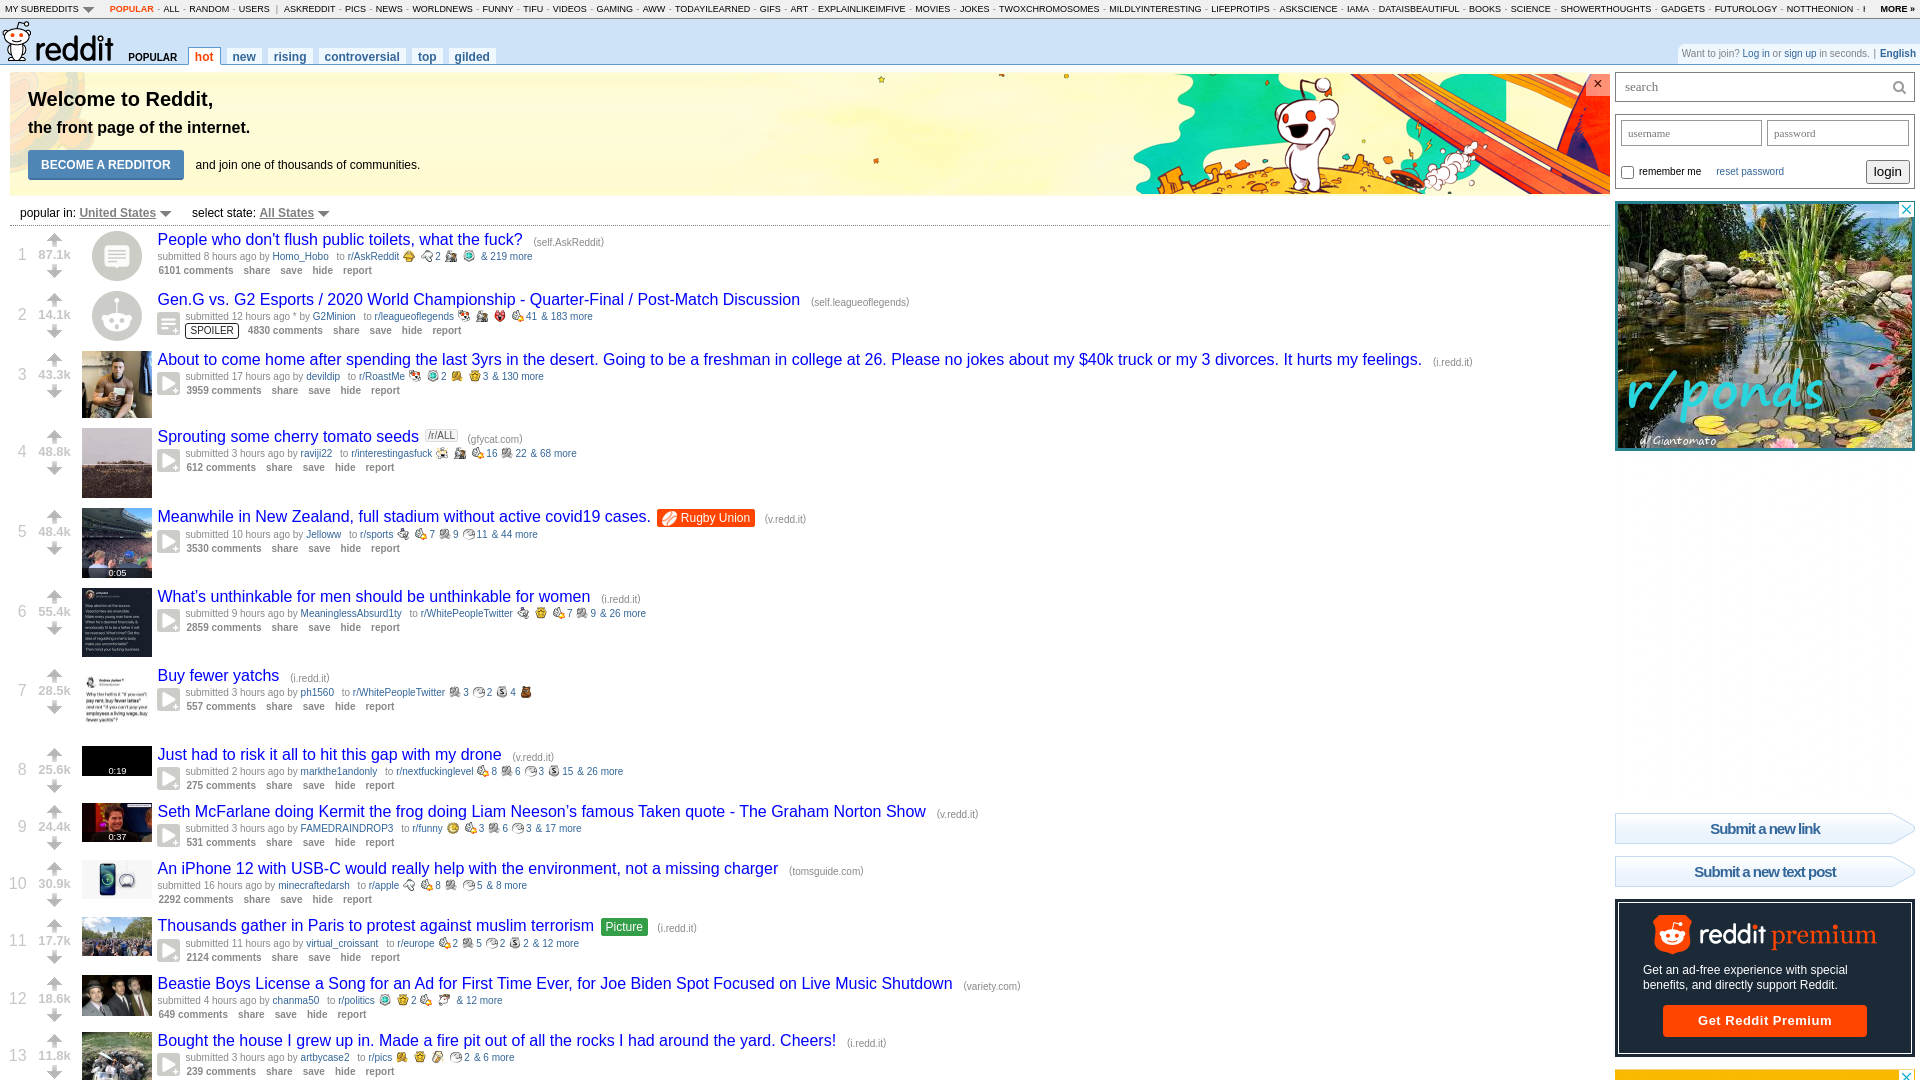 MY SUBREDDITS POPULAR - ALL - RANDOM - USERS | ASKREDDIT - PICS - NEWS - WORLDNEWS - FUNNY - TIFU - VIDEOS - GAMING - AWW - TODAYILEARNED - GIFS - ART - EXPLAINLIKEIMFIVE - MOVIES - JOKES - TWOXCHROMOSOMES - MILDLYINTERESTING - LIFEPROTIPS - ASKSCIENCE - IAMA - DATAISBEAUTIFUL - BOOKS - SCIENCE - SHOWERTHOUGHTS - GADGETS - FUTUROLOGY - NOTTHEONION - MORE »
reddit POPULAR hot new rising controversial top gilded
Want to join? Log in or sign up in seconds. | English
Welcome to Reddit,
the front page of the internet.
BECOME A REDDITOR and join one of thousands of communities.
×
search
username password
remember me reset password login
popular in: United States select state: All States
1 87.1k
People who don't flush public toilets, what the fuck? (self.AskReddit)
submitted 8 hours ago by Homo_Hobo to r/AskReddit 2 & 219 more
6101 comments share save hide report
2 14.1k
Gen.G vs. G2 Esports / 2020 World Championship - Quarter-Final / Post-Match Discussion (self.leagueoflegends)
submitted 12 hours ago * by G2Minion to r/leagueoflegends 41 & 183 more
SPOILER 4830 comments share save hide report
3 43.3k
About to come home after spending the last 3yrs in the desert. Going to be a freshman in college at 26. Please no jokes about my $40k truck or my 3 divorces. It hurts my feelings. (i.redd.it)
submitted 17 hours ago by devildip to r/RoastMe 2 3 & 130 more
3959 comments share save hide report
4 48.8k
Sprouting some cherry tomato seeds /r/ALL (gfycat.com)
submitted 3 hours ago by raviji22 to r/interestingasfuck 16 22 & 68 more
612 comments share save hide report
5 48.4k
0:05
Meanwhile in New Zealand, full stadium without active covid19 cases. Rugby Union (v.redd.it)
submitted 10 hours ago by Jelloww to r/sports 7 9 11 & 44 more
3530 comments share save hide report
6 55.4k
What's unthinkable for men should be unthinkable for women (i.redd.it)
submitted 9 hours ago by MeaninglessAbsurd1ty to r/WhitePeopleTwitter 7 9 & 26 more
2859 comments share save hide report
7 28.5k
Why the hell is it "if you can't
pay rent, buy fewer lattes"
and not "if you can't pay your
employees a living wage, buy
fewer yachts"?
Buy fewer yatchs (i.redd.it)
submitted 3 hours ago by ph1560 to r/WhitePeopleTwitter 3 2 4
557 comments share save hide report
8 25.6k
0:19
Just had to risk it all to hit this gap with my drone (v.redd.it)
submitted 2 hours ago by markthe1andonly to r/nextfuckinglevel 8 6 3 15 & 26 more
275 comments share save hide report
9 24.4k
0:37
Seth McFarlane doing Kermit the frog doing Liam Neeson's famous Taken quote - The Graham Norton Show (v.redd.it)
submitted 3 hours ago by FAMEDRAINDROP3 to r/funny 3 6 3 & 17 more
531 comments share save hide report
10 30.9k
An iPhone 12 with USB-C would really help with the environment, not a missing charger (tomsguide.com)
submitted 16 hours ago by minecraftedarsh to r/apple 8 5 & 8 more
2292 comments share save hide report
11 17.7k
Thousands gather in Paris to protest against muslim terrorism Picture (i.redd.it)
submitted 11 hours ago by virtual_croissant to r/europe 2 5 2 2 & 12 more
2124 comments share save hide report
12 18.6k
Beastie Boys License a Song for an Ad for First Time Ever, for Joe Biden Spot Focused on Live Music Shutdown (variety.com)
submitted 4 hours ago by chanma50 to r/politics 2 & 12 more
649 comments share save hide report
13 11.8k
Bought the house I grew up in. Made a fire pit out of all the rocks I had around the yard. Cheers! (i.redd.it)
submitted 3 hours ago by artbycase2 to r/pics 2 & 6 more
239 comments share save hide report
r/ponds
u/Giantomato
Submit a new link
Submit a new text post
reddit premium
Get an ad-free experience with special
benefits, and directly support Reddit.
Get Reddit Premium